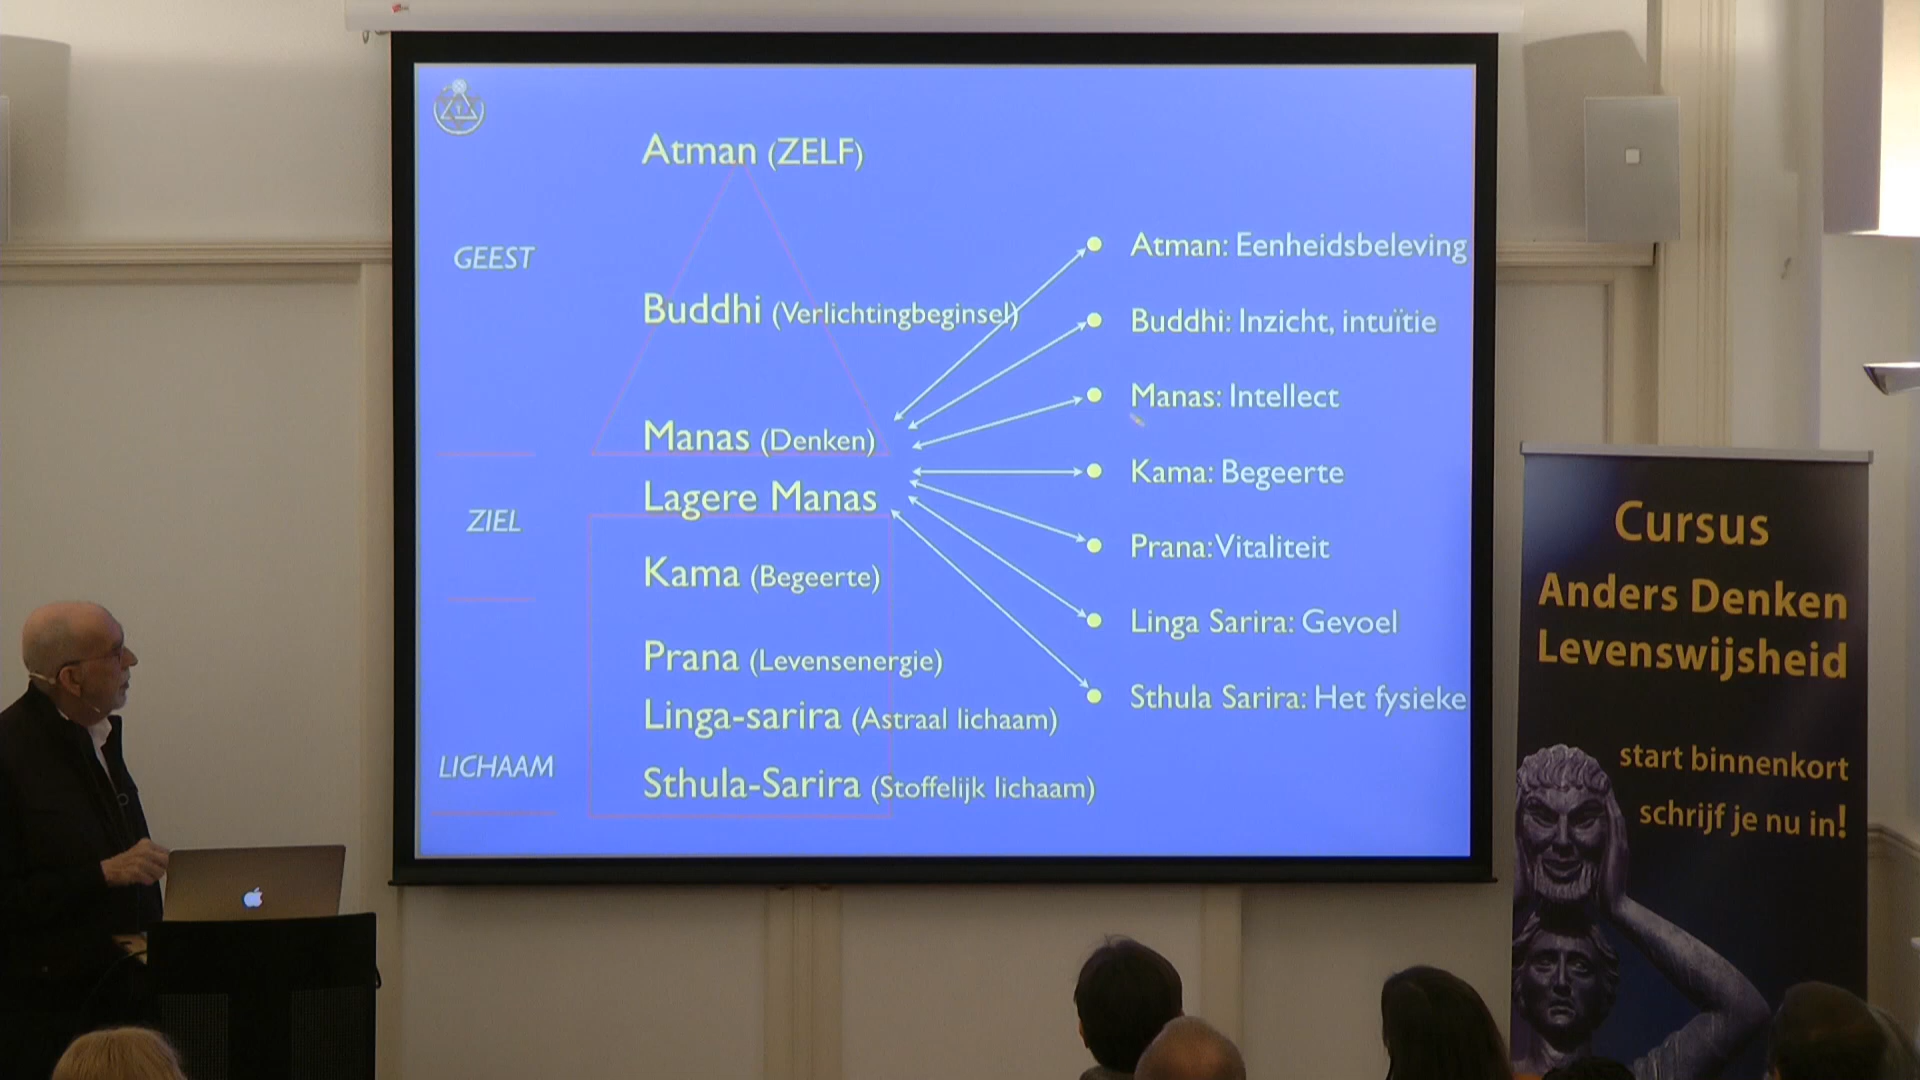 Atman (ZELF)
GEEST
Buddhi (Verlichtingbeginsel)
Manas (Denken)
Lagere Manas
ZIEL
Kama (Begeerte)
Prana (Levensenergie)
Linga-sarira (Astraal lichaam)
LICHAAM
Sthula-Sarira (Stoffelijk lichaam)
Atman: Eenheidsbeleving
Buddhi: Inzicht, intuïtie
Manas: Intellect
Kama: Begeerte
Prana: Vitaliteit
Linga Sarira: Gevoel
Sthula Sarira: Het fysieke
Cursus
Anders Denken
Levenswijsheid
start binnenkort
schrijf je nu in!